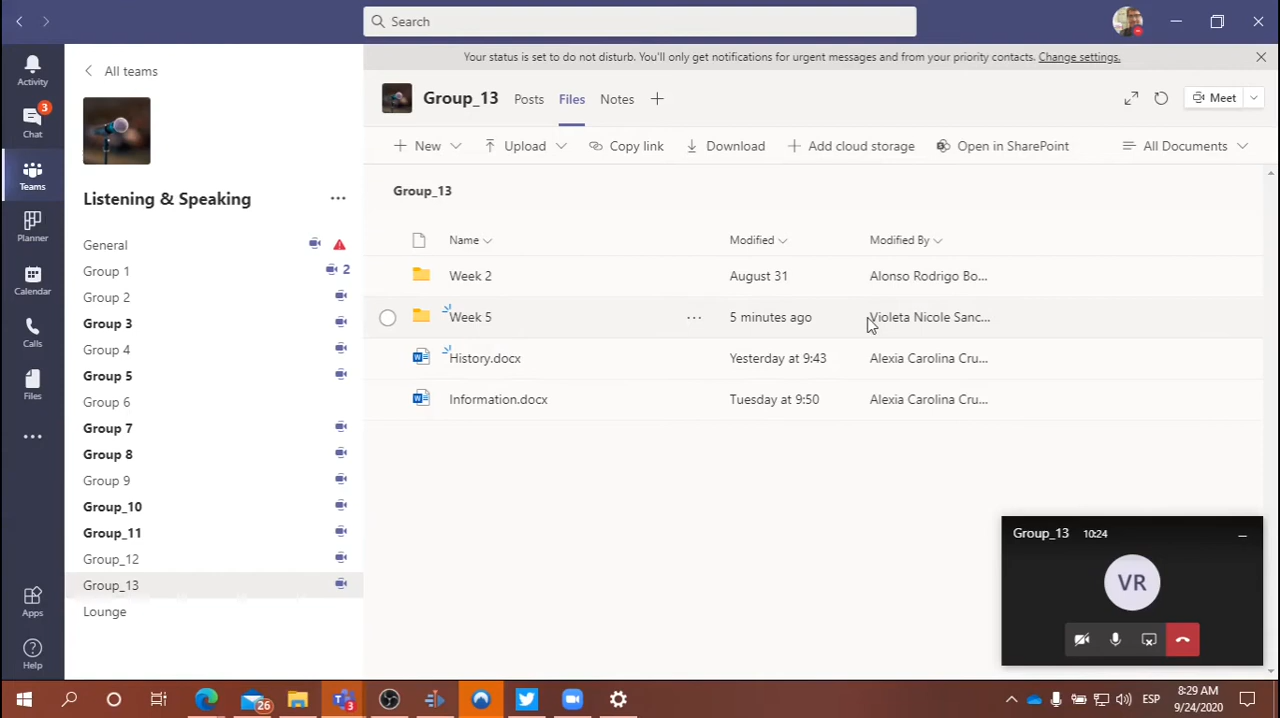 Search
Your status is set to do not disturb. You'll only get notifications for urgent messages and from your priority contacts. Change settings.
Activity
Chat
3
Teams
Planner
Calendar
Calls
Files
Apps
Help
All teams
Listening & Speaking
General
Group 1
2
Group 2
Group 3
Group 4
Group 5
Group 6
Group 7
Group 8
Group 9
Group_10
Group_11
Group_12
Group_13
Lounge
Group_13 Posts Files Notes
Meet
New Upload Copy link Download Add cloud storage Open in SharePoint All Documents
Group_13
Name Modified Modified By
Week 2 August 31 Alonso Rodrigo Bo...
Week 5 5 minutes ago Violeta Nicole Sanc...
History.docx Yesterday at 9:43 Alexia Carolina Cru...
Information.docx Tuesday at 9:50 Alexia Carolina Cru...
Group_13 10:24
VR
26
3
ESP
8:29 AM
9/24/2020